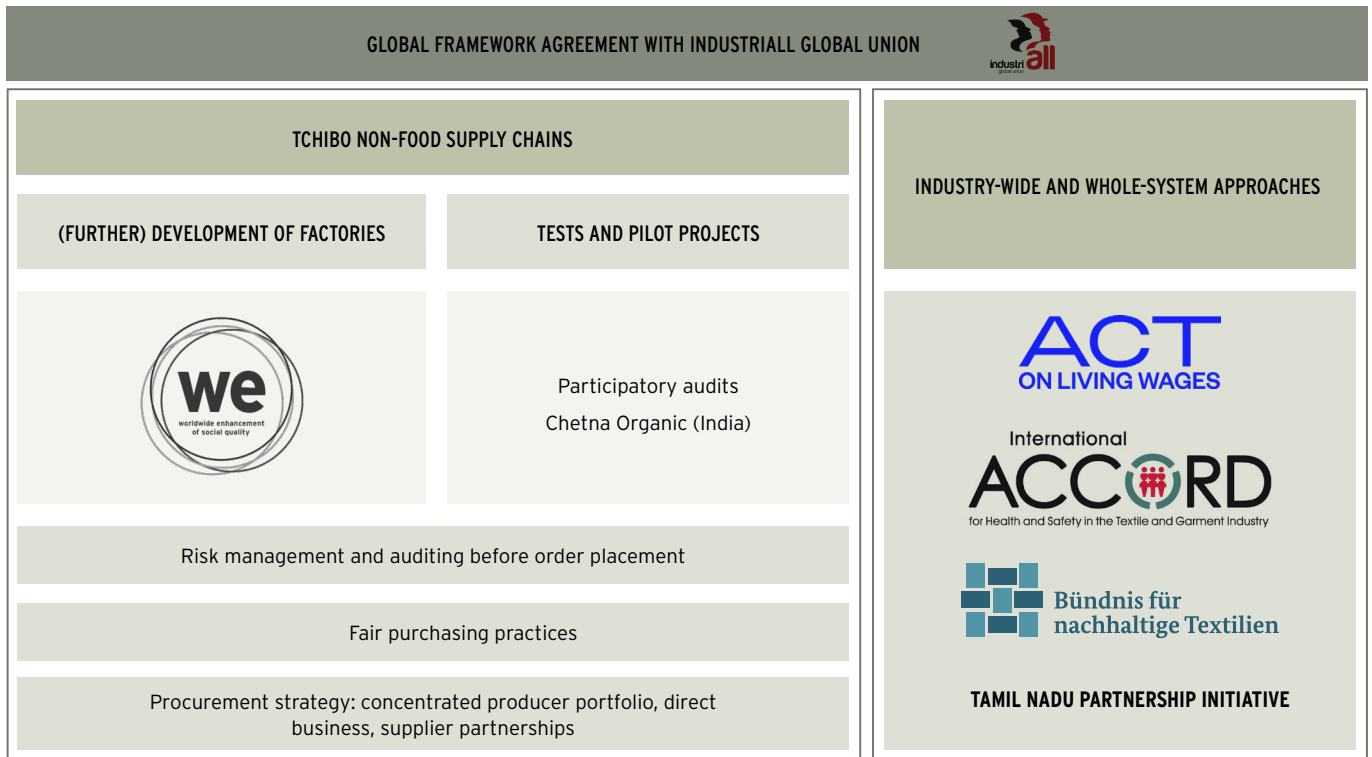 GLOBAL FRAMEWORK AGREEMENT WITH INDUSTRIALL GLOBAL UNION
industri all
global union
TCHIBO NON-FOOD SUPPLY CHAINS
(FURTHER) DEVELOPMENT OF FACTORIES
TESTS AND PILOT PROJECTS
we
worldwide enhancement
of social quality
Participatory audits
Chetna Organic (India)
Risk management and auditing before order placement
Fair purchasing practices
Procurement strategy: concentrated producer portfolio, direct
business, supplier partnerships
INDUSTRY-WIDE AND WHOLE-SYSTEM APPROACHES
ACT
ON LIVING WAGES
International
ACCORD
for Health and Safety in the Textile and Garment Industry
Bündnis für
nachhaltige Textilien
TAMIL NADU PARTNERSHIP INITIATIVE